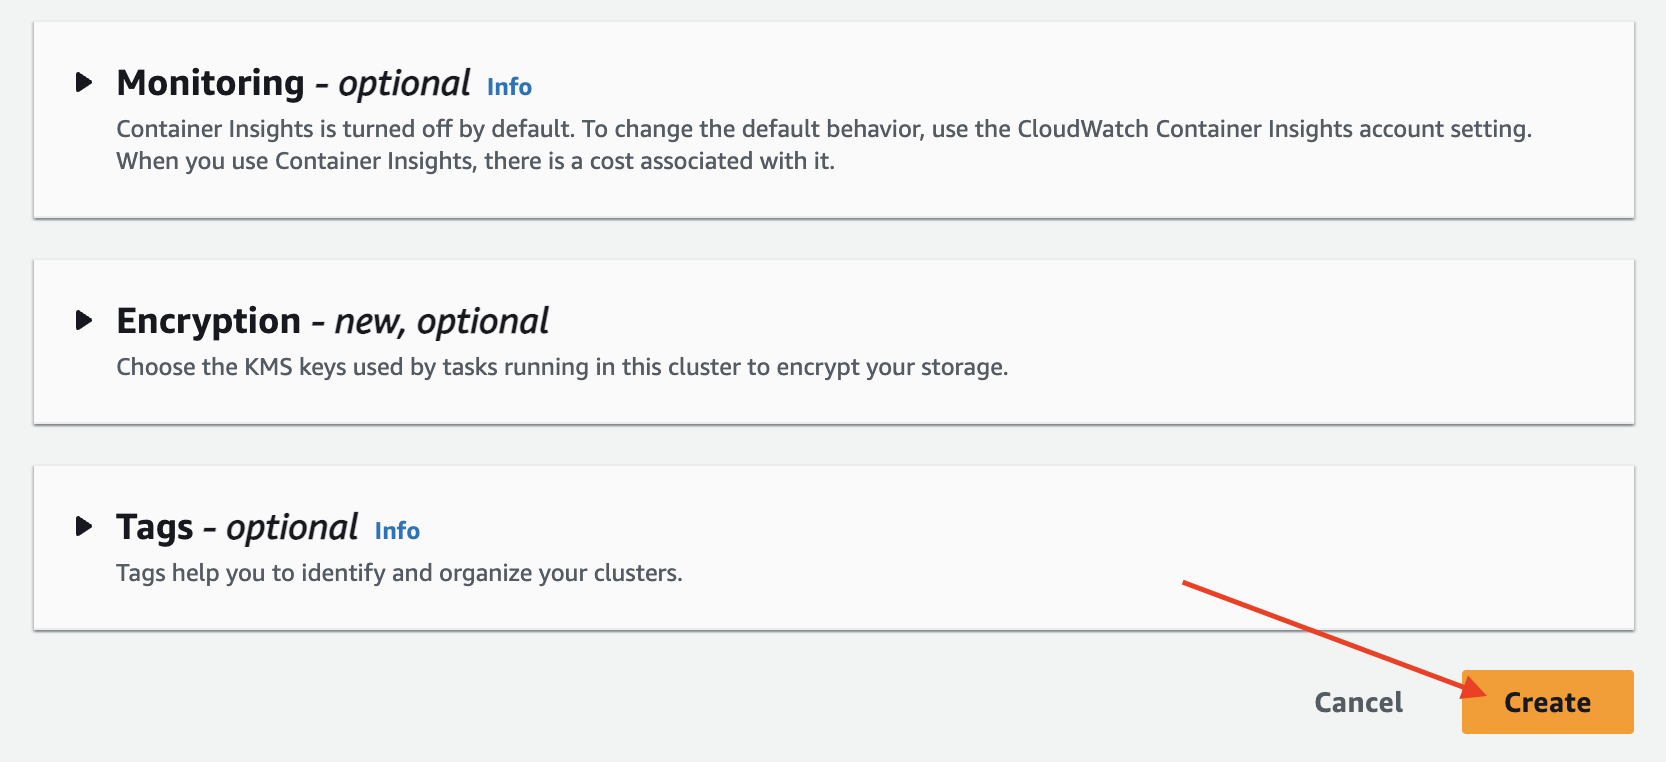 Monitoring - optional Info
Container Insights is turned off by default. To change the default behavior, use the CloudWatch Container Insights account setting.
When you use Container Insights, there is a cost associated with it.
Encryption - new, optional
Choose the KMS keys used by tasks running in this cluster to encrypt your storage.
Tags - optional Info
Tags help you to identify and organize your clusters.
Cancel Create